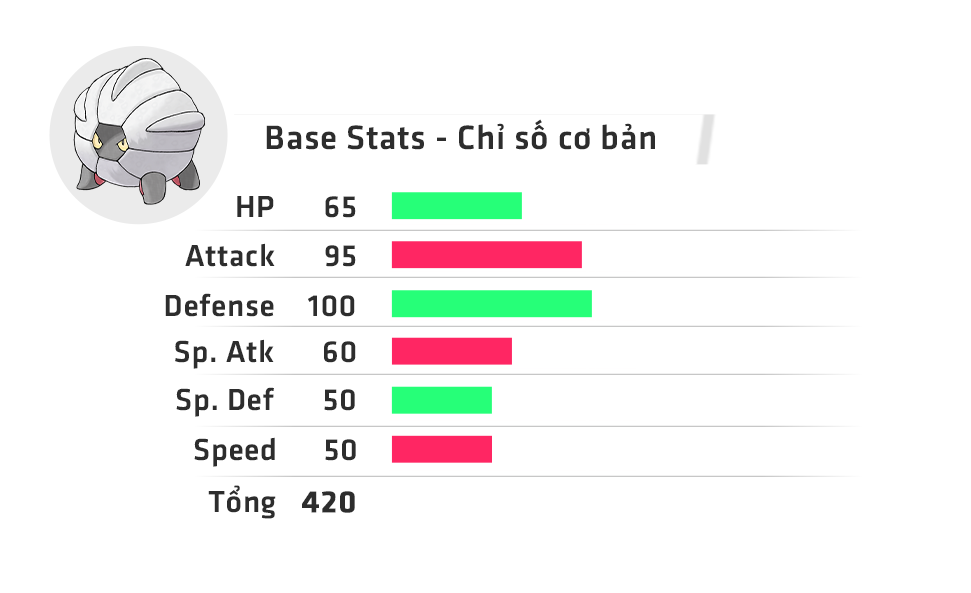 Base Stats - Chỉ số cơ bản
HP 65
Attack 95
Defense 100
Sp. Atk 60
Sp. Def 50
Speed 50
Tổng 420